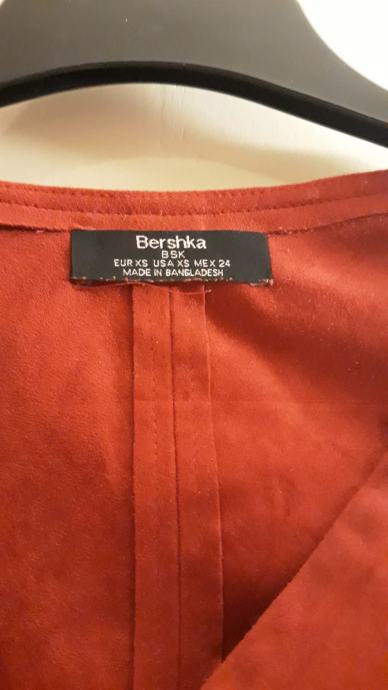 Bershka
BSK
EUR XS USA XS MEX 24
MADE IN BANGLADESH